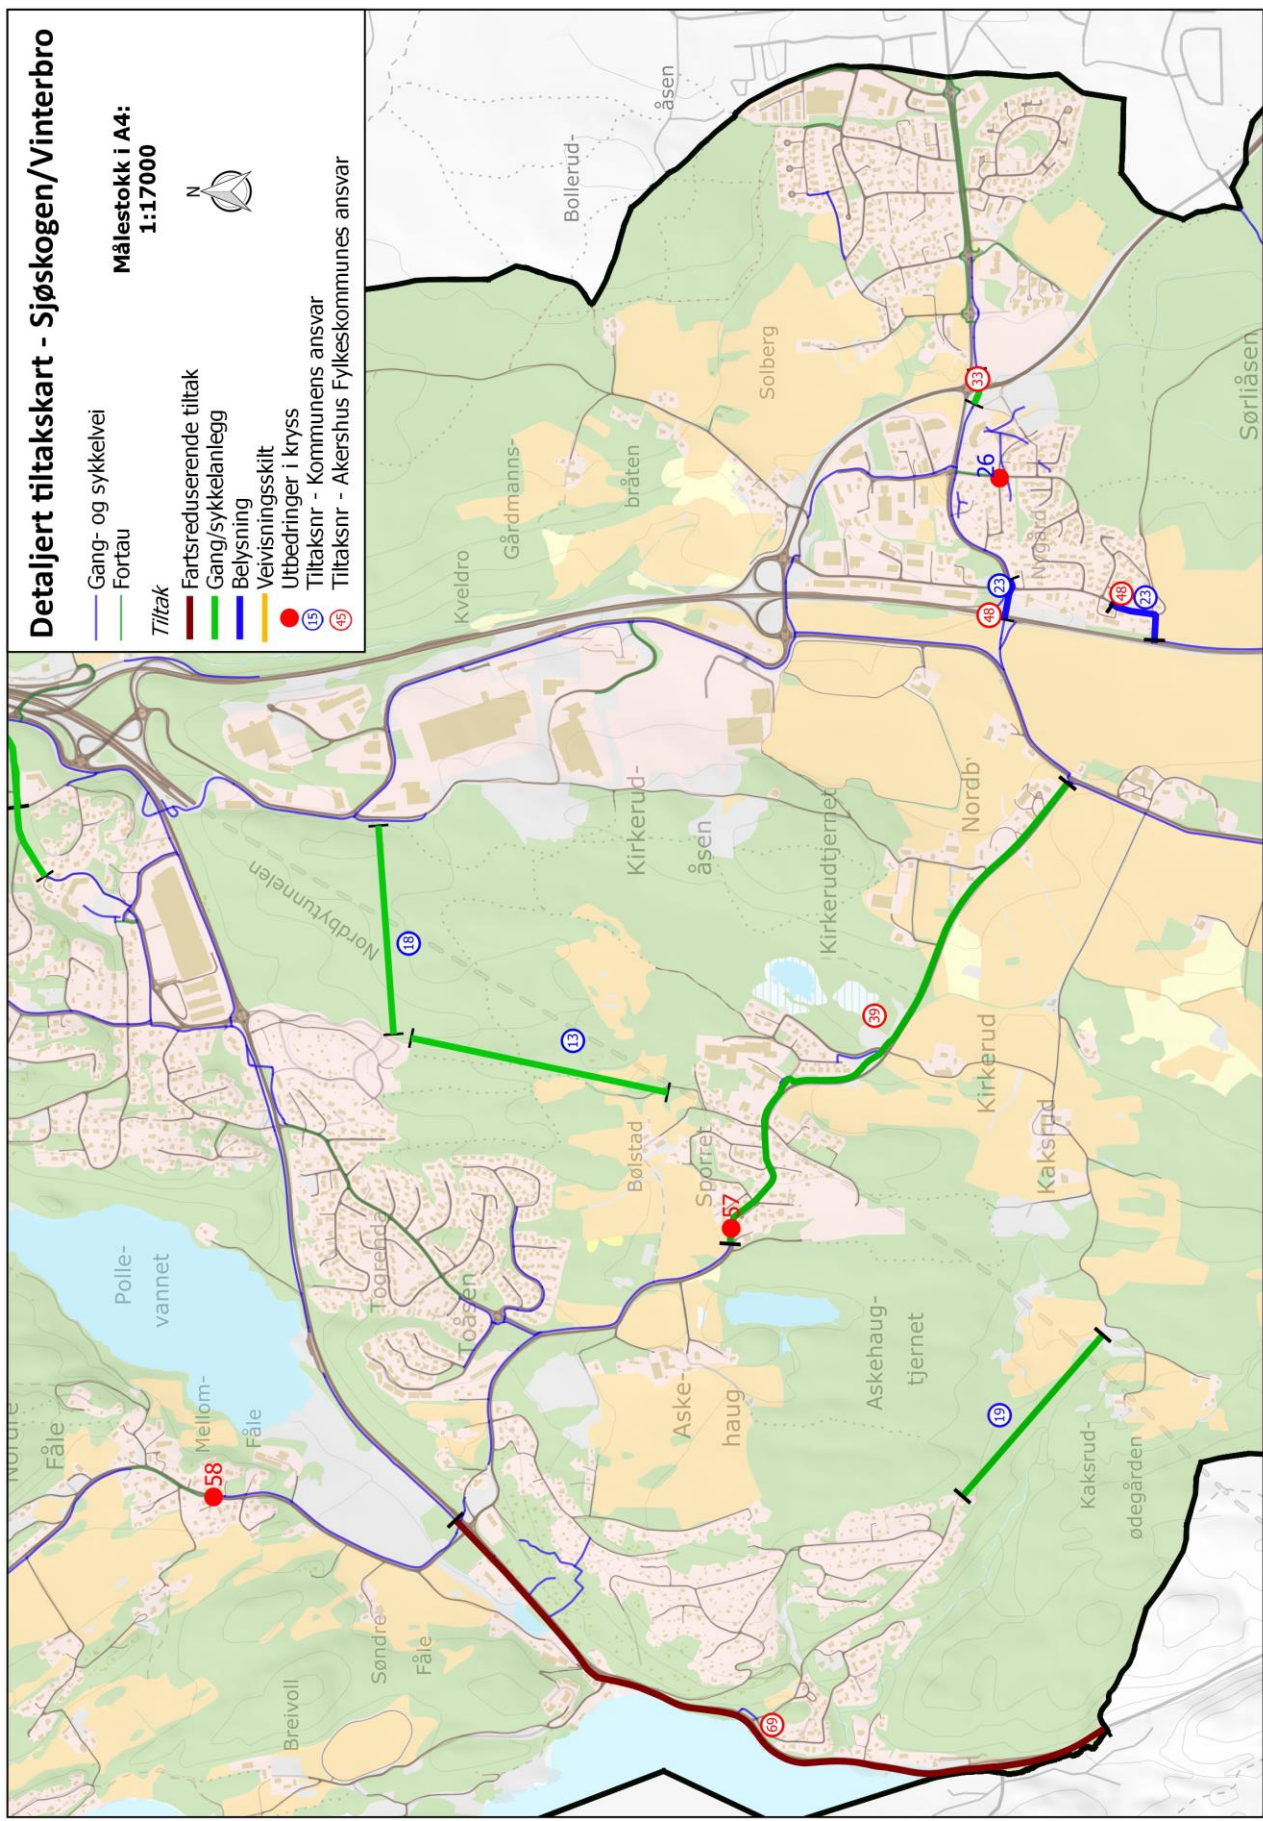 Detaljert tiltakskart - Sjøskogen/Vinterbro
Målestokk i A4:
1:17000
N
Gang- og sykkelvei
Fortau
Tiltak
Fartsreduserende tiltak
Gang/sykkelanlegg
Belysning
Veivisningsskilt
Utbedringer i kryss
15 Tiltaksnr - Kommunens ansvar
45 Tiltaksnr - Akershus Fylkeskommunes ansvar
Bollerud-
åsen
Kveldro
Gårdmanns-
bråten
Solberg
33
26
Nygård
23
48
48
23
Sørliåsen
Nordbytunnelen
18
13
Kirkerud-
åsen
Kirkerudtjernet
Nordb
39
Kirkerud
Kaksrud
Bølstad
Sporret
57
Polle-
vannet
Togrenda
Toåsen
Nordre
Fåle
Mellom-
Fåle
58
Aske-
haug
Askehaug-
tjernet
19
Kaksrud-
ødegården
Søndre
Fåle
Breivoll
69